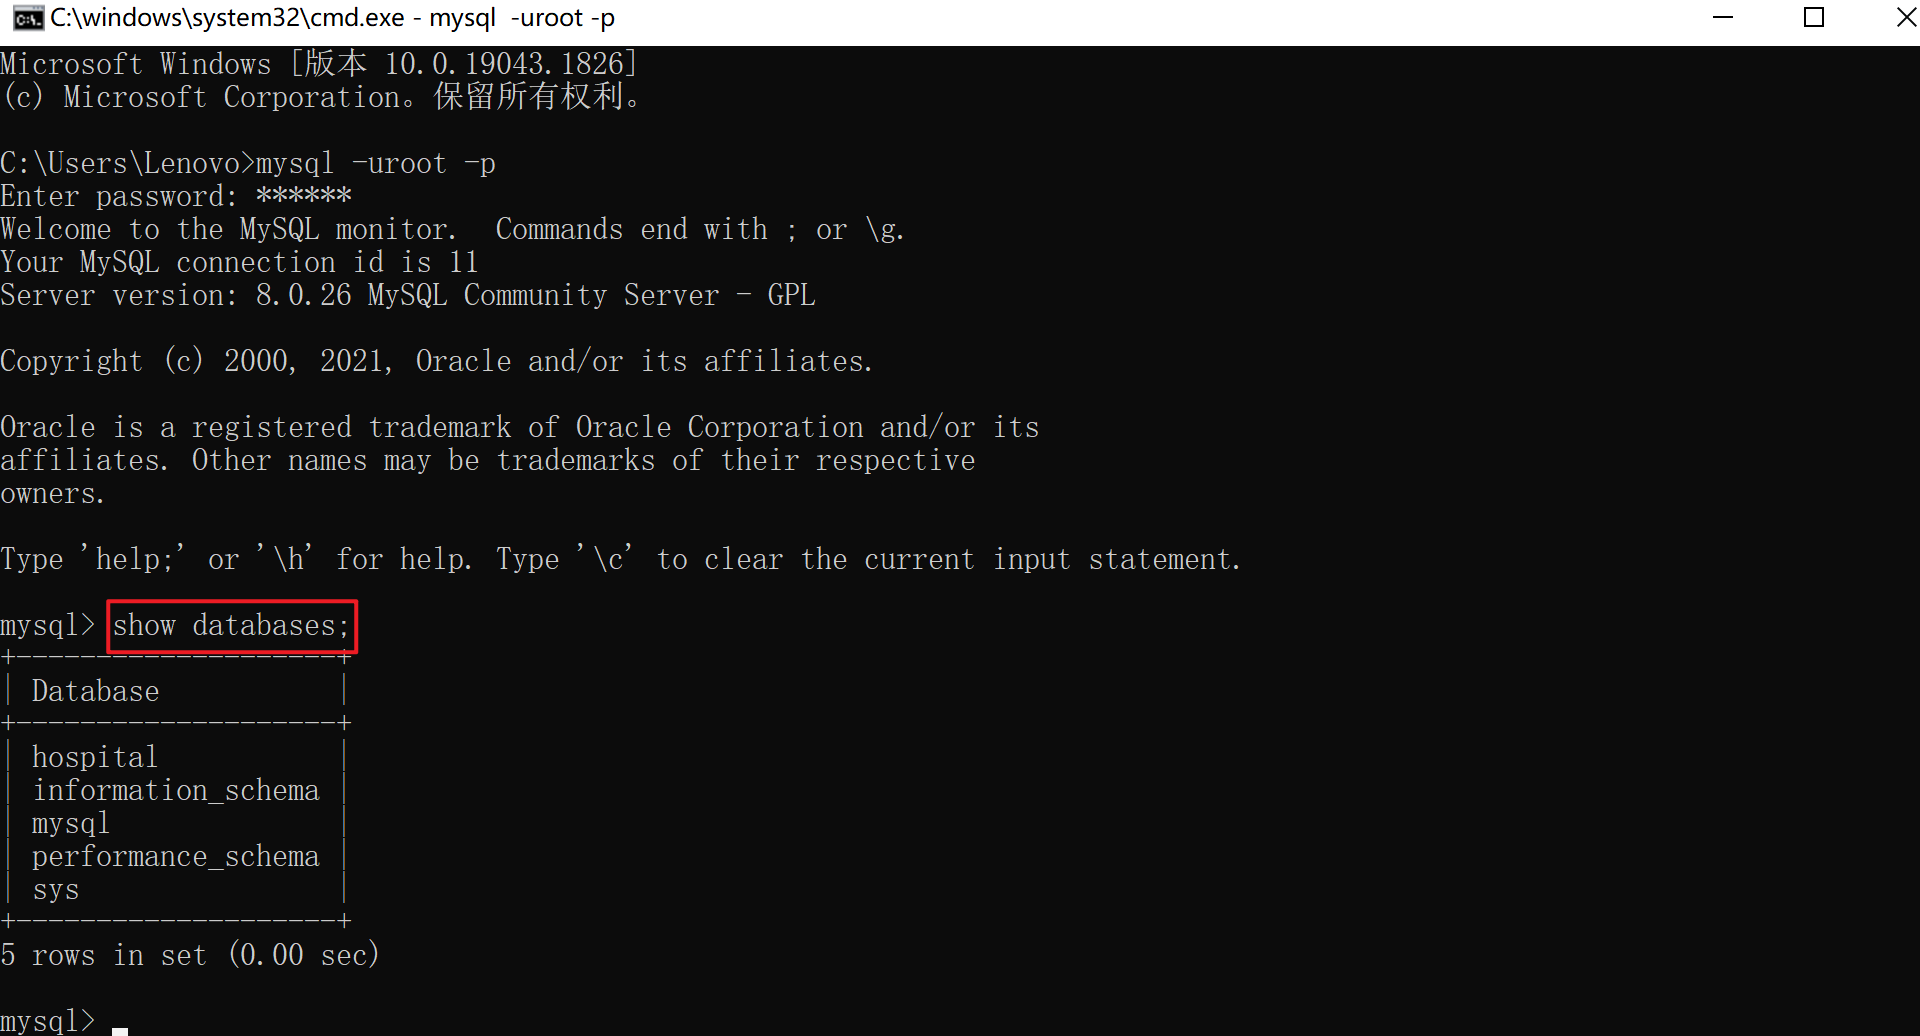 C:\windows\system32\cmd.exe - mysql  -uroot -p
Microsoft Windows [版本 10.0.19043.1826]
(c) Microsoft Corporation。保留所有权利。
C:\Users\Lenovo>mysql -uroot -p
Enter password: ******
Welcome to the MySQL monitor.  Commands end with ; or \g.
Your MySQL connection id is 11
Server version: 8.0.26 MySQL Community Server - GPL
Copyright (c) 2000, 2021, Oracle and/or its affiliates.
Oracle is a registered trademark of Oracle Corporation and/or its
affiliates. Other names may be trademarks of their respective
owners.
Type 'help;' or '\h' for help. Type '\c' to clear the current input statement.
mysql> show databases;
+--------------------+
| Database           |
+--------------------+
| hospital           |
| information_schema |
| mysql              |
| performance_schema |
| sys                |
+--------------------+
5 rows in set (0.00 sec)
mysql>